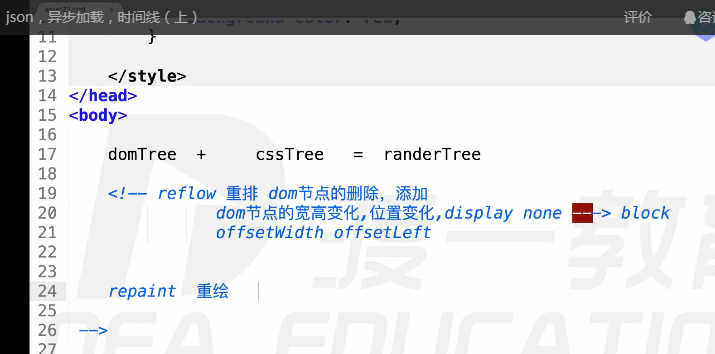 json，异步加载，时间线（上）
评价
11 }
12
13 </style>
14 </head>
15 <body>
16
17 domTree + cssTree = randerTree
18
19 <!-- reflow 重排 dom节点的删除，添加
20 dom节点的宽高变化,位置变化,display none ---> block
21 offsetWidth offsetLeft
22
23
24 repaint 重绘
25
26 -->
27
渡一教育
DEA EDUCATION